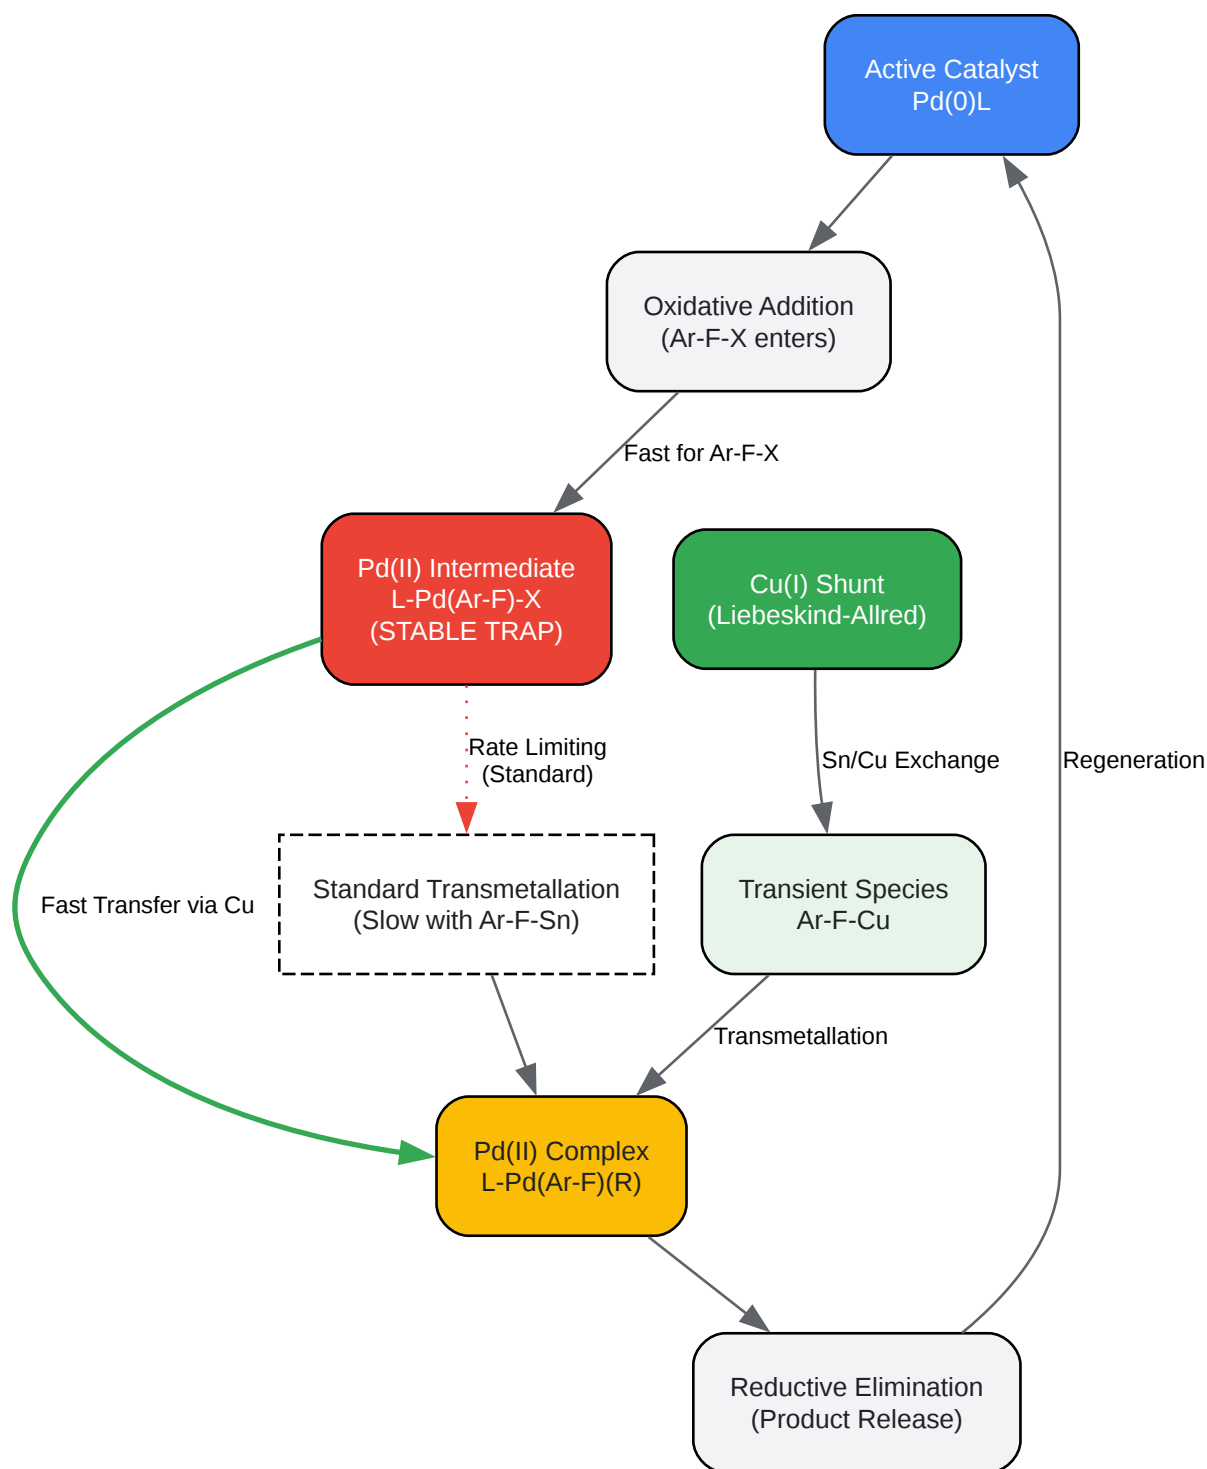 Active Catalyst
Pd(0)L
Oxidative Addition
(Ar-F-X enters)
Fast for Ar-F-X
Pd(II) Intermediate
L-Pd(Ar-F)-X
(STABLE TRAP)
Cu(I) Shunt
(Liebeskind-Allred)
Rate Limiting
(Standard)
Sn/Cu Exchange
Regeneration
Standard Transmetallation
(Slow with Ar-F-Sn)
Transient Species
Ar-F-Cu
Fast Transfer via Cu
Transmetallation
Pd(II) Complex
L-Pd(Ar-F)(R)
Reductive Elimination
(Product Release)